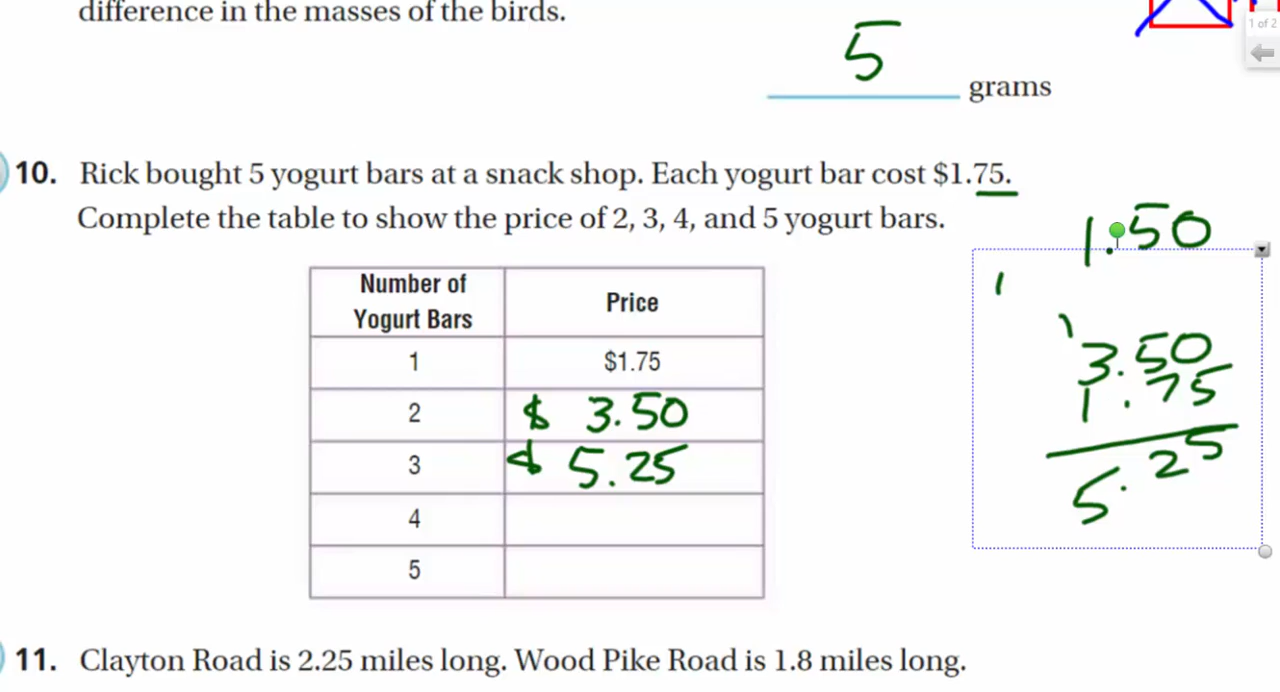 difference in the masses of the birds.
1 of 2
5
grams
10. Rick bought 5 yogurt bars at a snack shop. Each yogurt bar cost $1.75.
Complete the table to show the price of 2, 3, 4, and 5 yogurt bars.
Number of
Yogurt Bars
Price
1 $1.75
2 $ 3.50
3 $ 5.25
4
5
1.50
1
1
3.50
1.75
5.25
11. Clayton Road is 2.25 miles long. Wood Pike Road is 1.8 miles long.